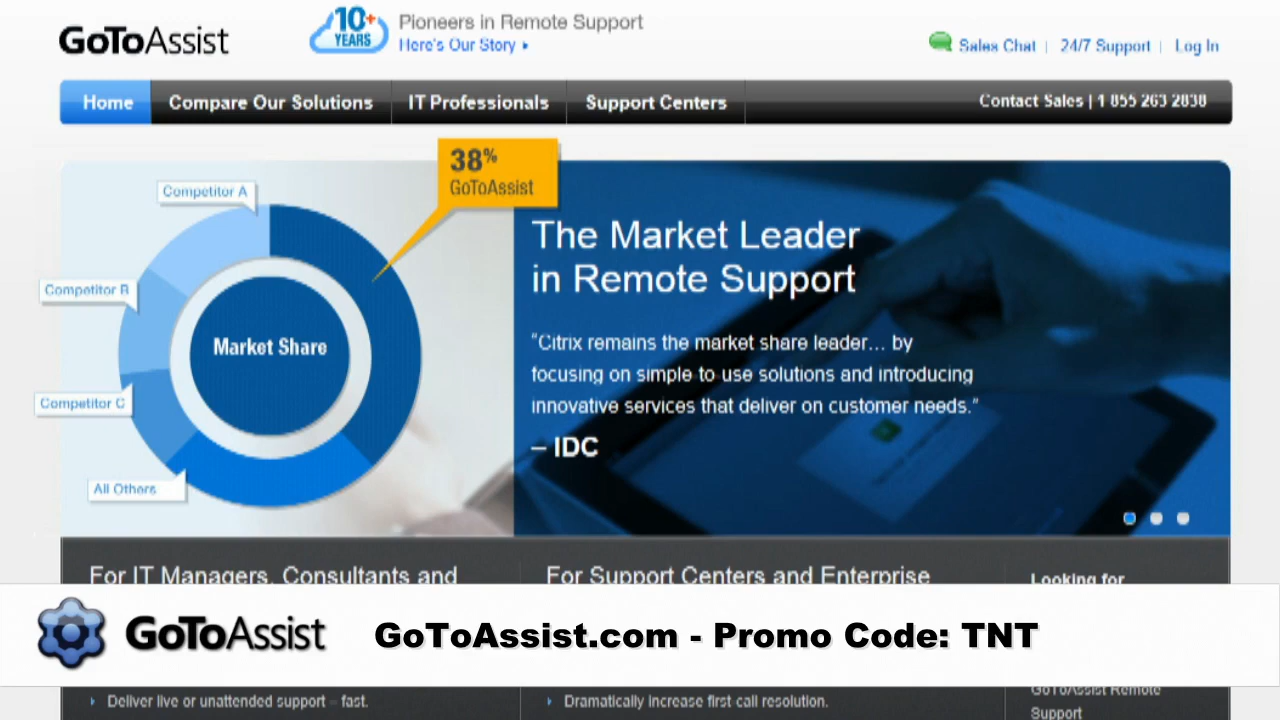 GoToAssist
10+
YEARS
Pioneers in Remote Support
Here's Our Story
Sales Chat | 24/7 Support | Log In
Home
Compare Our Solutions
IT Professionals
Support Centers
Contact Sales | 1 855 263 2838
38%
GoToAssist
Competitor A
Competitor B
Competitor C
All Others
Market Share
The Market Leader
in Remote Support
"Citrix remains the market share leader... by
focusing on simple to use solutions and introducing
innovative services that deliver on customer needs."
– IDC
For IT Managers, Consultants and
For Support Centers and Enterprise
Looking for
GoToAssist
GoToAssist.com - Promo Code: TNT
Deliver live or unattended support – fast.
Dramatically increase first-call resolution.
GoToAssist Remote
Support